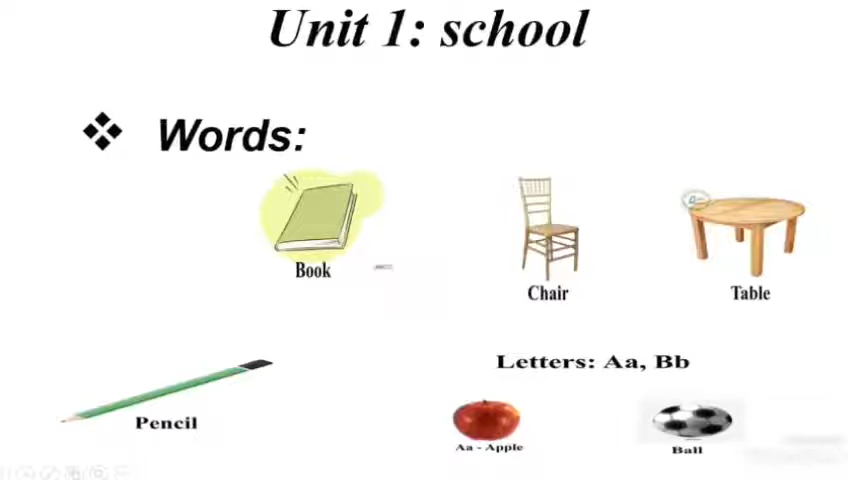 Unit 1: school
Words:
Book
Chair
Table
Pencil
Letters: Aa, Bb
Aa - Apple
Ball